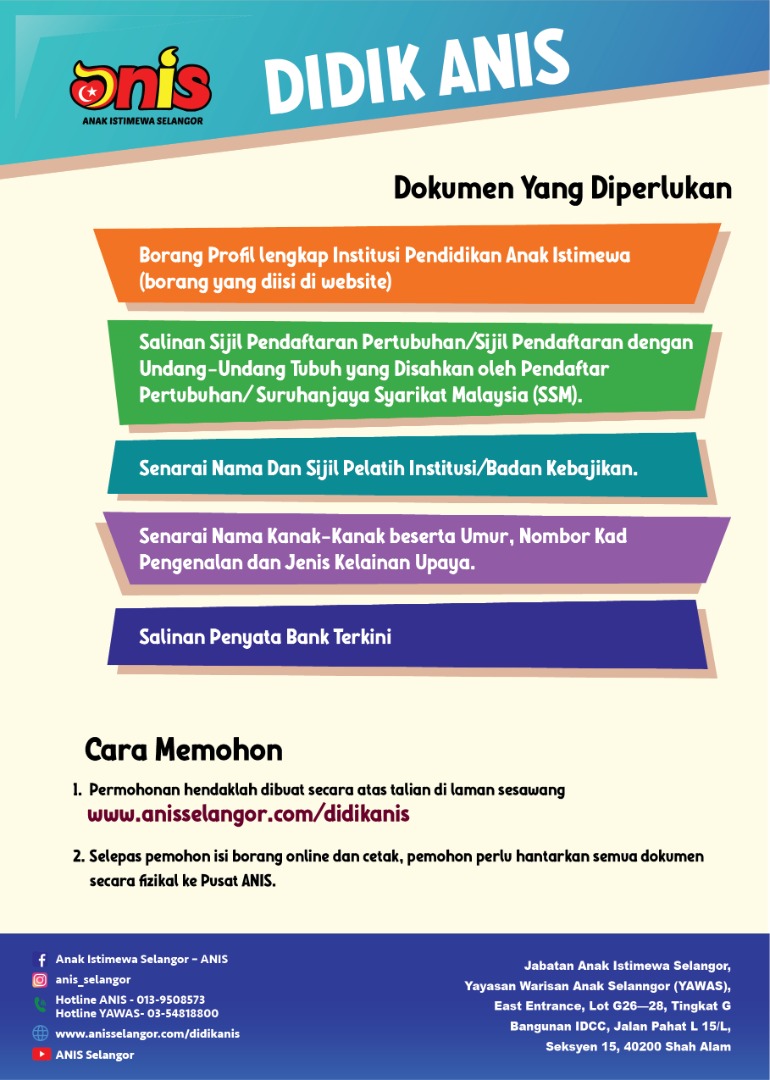 anis
ANAK ISTIMEWA SELANGOR
DIDIK ANIS
Dokumen Yang Diperlukan
Borang Profil lengkap Institusi Pendidikan Anak Istimewa
(borang yang diisi di website)
Salinan Sijil Pendaftaran Pertubuhan/Sijil Pendaftaran dengan
Undang-Undang Tubuh yang Disahkan oleh Pendaftar
Pertubuhan/ Suruhanjaya Syarikat Malaysia (SSM).
Senarai Nama Dan Sijil Pelatih Institusi/Badan Kebajikan.
Senarai Nama Kanak-Kanak beserta Umur, Nombor Kad
Pengenalan dan Jenis Kelainan Upaya.
Salinan Penyata Bank Terkini
Cara Memohon
1. Permohonan hendaklah dibuat secara atas talian di laman sesawang
www.anisselangor.com/didikanis
2. Selepas pemohon isi borang online dan cetak, pemohon perlu hantarkan semua dokumen
secara fizikal ke Pusat ANIS.
Anak Istimewa Selangor – ANIS
anis_selangor
Hotline ANIS - 013-9508573
Hotline YAWAS- 03-54818800
www.anisselangor.com/didikanis
ANIS Selangor
Jabatan Anak Istimewa Selangor,
Yayasan Warisan Anak Selanngor (YAWAS),
East Entrance, Lot G26—28, Tingkat G
Bangunan IDCC, Jalan Pahat L 15/L,
Seksyen 15, 40200 Shah Alam